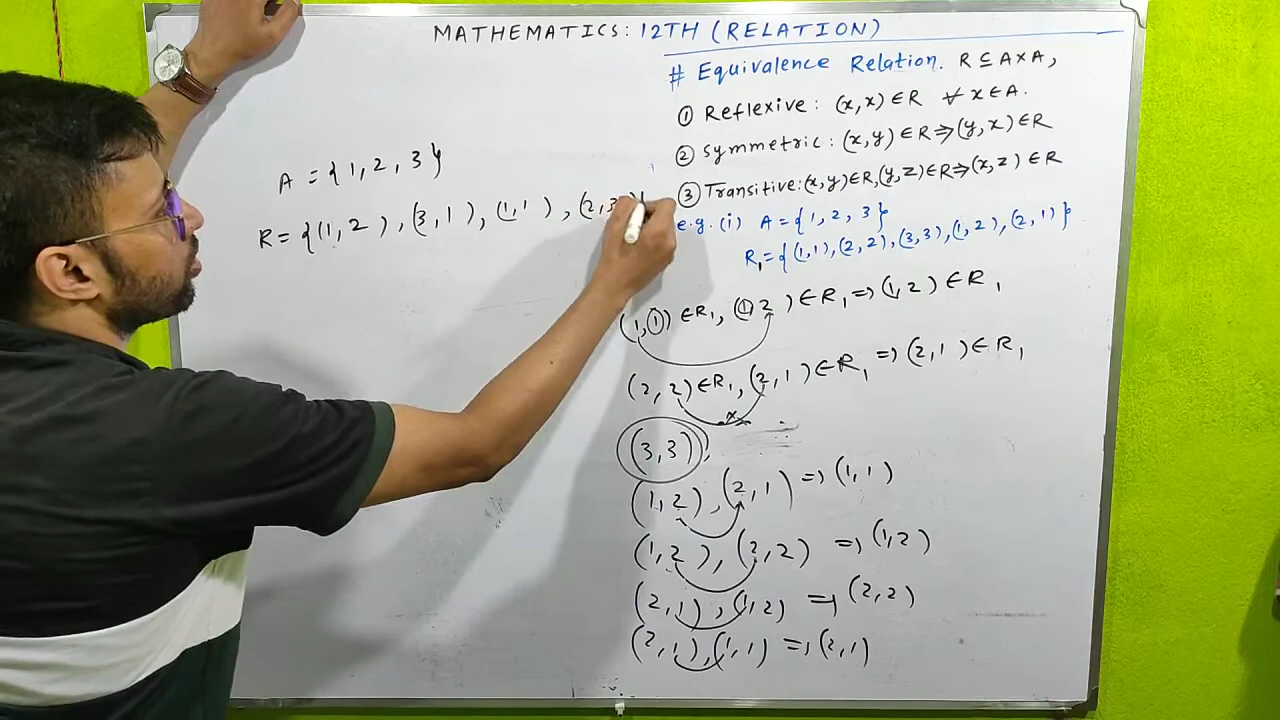 MATHEMATICS: 12TH (RELATION)
# Equivalence Relation. R ⊆ A×A,
① Reflexive: (x,x) ∈ R ∀ x ∈ A.
② Symmetric: (x,y) ∈ R ⇒ (y,x) ∈ R
③ Transitive: (x,y) ∈ R, (y,z) ∈ R ⇒ (x,z) ∈ R
e.g. (i) A = {1, 2, 3}
R₁ = {(1,1), (2,2), (3,3), (1,2), (2,1)}
A = {1, 2, 3}
R = {(1, 2), (3, 1), (1,1), (2,3
(1,1) ∈ R₁, (1,2) ∈ R₁ ⇒ (1,2) ∈ R₁
(2,2) ∈ R₁, (2,1) ∈ R₁ ⇒ (2,1) ∈ R₁
x
(3,3),
(1,2), (2,1) ⇒ (1,1)
(1,2), (2,2) ⇒ (1,2)
(2,1), (1,2) ⇒ (2,2)
(2,1), (1,1) ⇒ (2,1)